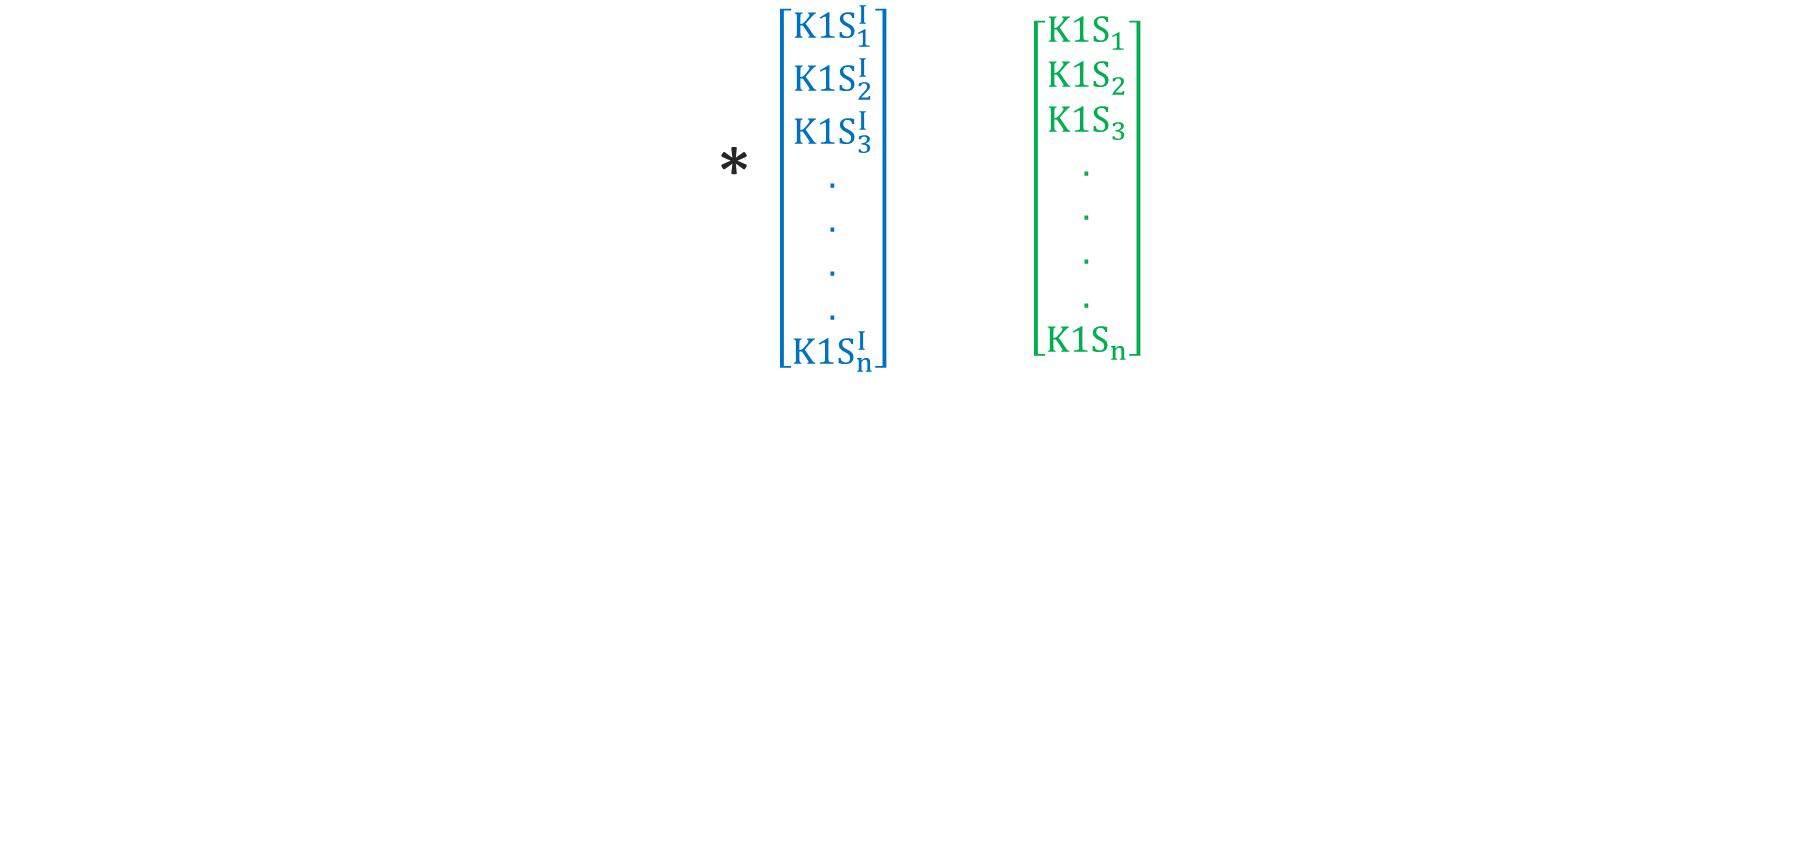 *
K1S₁ᴵ
K1S₂ᴵ
K1S₃ᴵ
.
.
.
.
K1Sₙᴵ
K1S₁
K1S₂
K1S₃
.
.
.
.
K1Sₙ